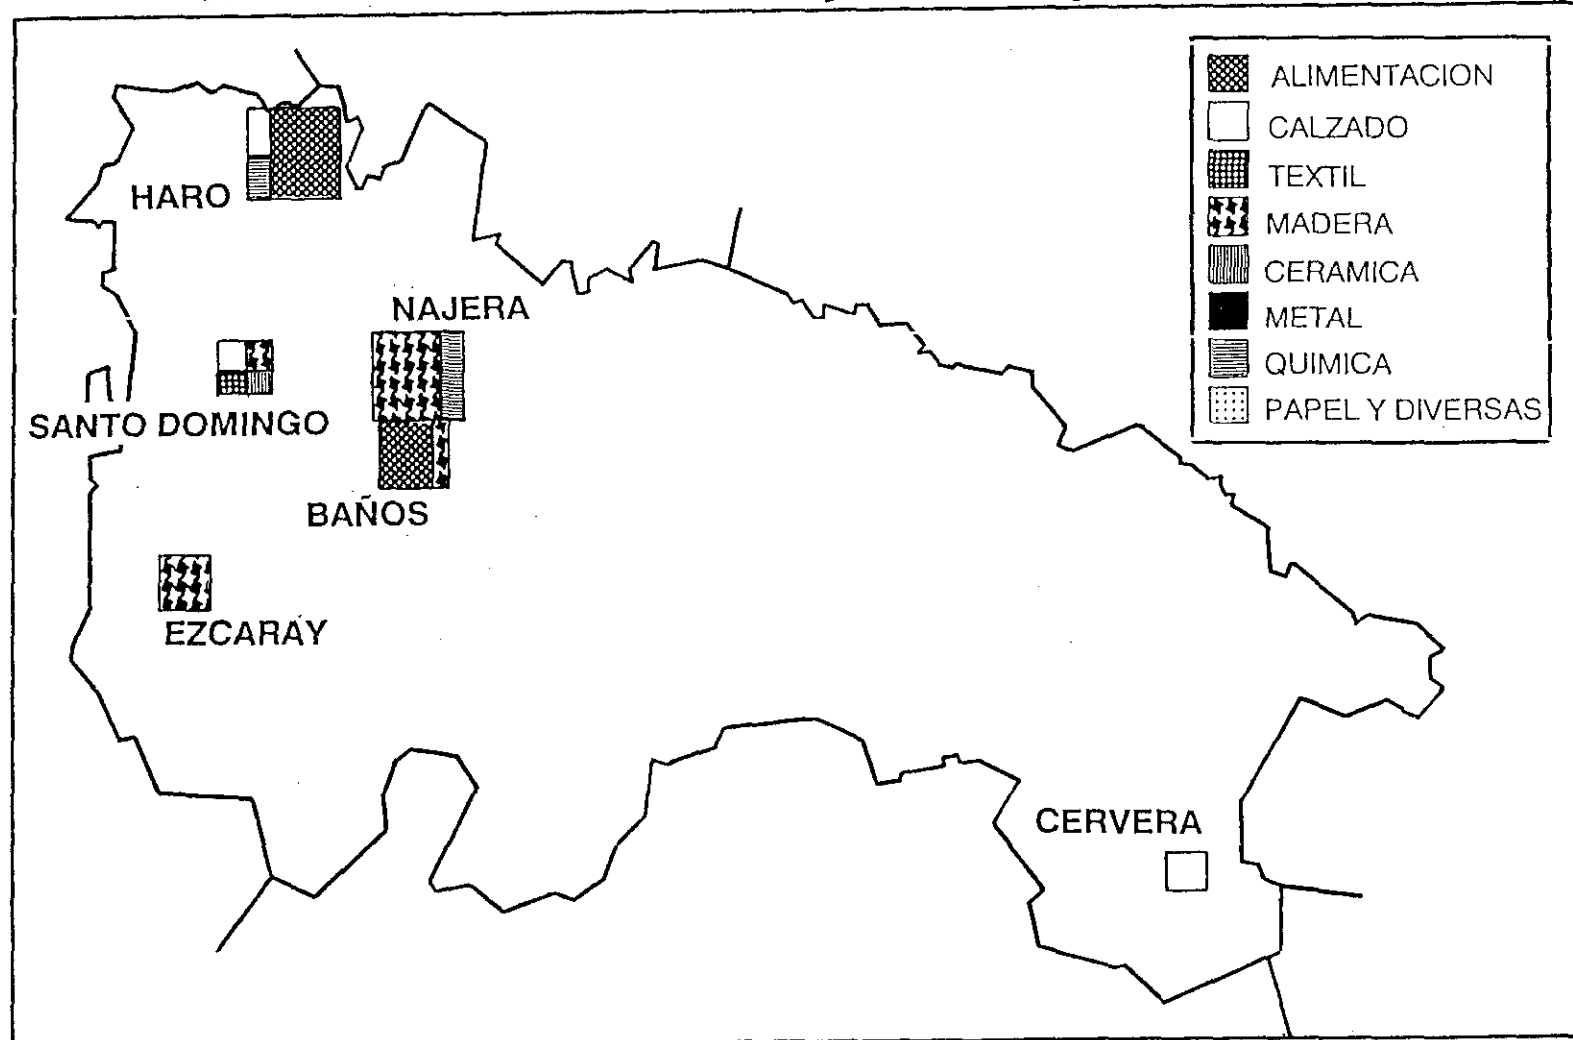 ALIMENTACION
CALZADO
TEXTIL
MADERA
CERAMICA
METAL
QUIMICA
PAPEL Y DIVERSAS
HARO
NAJERA
SANTO DOMINGO
BAÑOS
EZCARAY
CERVERA